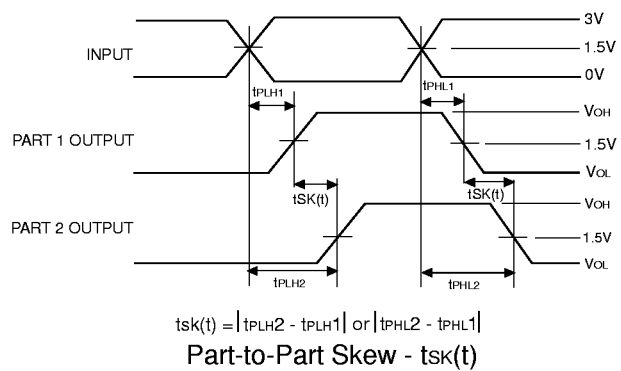 3V
INPUT
1.5V
0V
tPLH1
tPHL1
VOH
PART 1 OUTPUT
1.5V
VOL
tSK(t)
tSK(t)
VOH
PART 2 OUTPUT
1.5V
VOL
tPLH2
tPHL2
tsk(t) = |tPLH2 - tPLH1| or |tPHL2 - tPHL1|
Part-to-Part Skew - tSK(t)